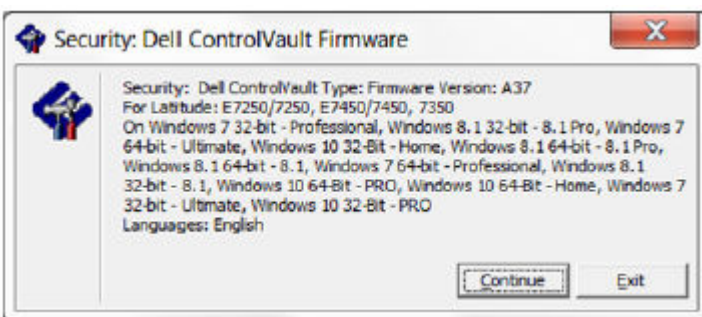 Security: Dell ControlVault Firmware
Security: Dell ControlVault Type: Firmware Version: A37
For Latitude: E7250/7250, E7450/7450, 7350
On Windows 7 32-bit - Professional, Windows 8.1 32-bit - 8.1 Pro, Windows 7
64-bit - Ultimate, Windows 10 32-Bit - Home, Windows 8.1 64-bit - 8.1 Pro,
Windows 8.1 64-bit - 8.1, Windows 7 64-bit - Professional, Windows 8.1
32-bit - 8.1, Windows 10 64-Bit - PRO, Windows 10 64-Bit - Home, Windows 7
32-bit - Ultimate, Windows 10 32-Bit - PRO
Languages: English
Continue Exit